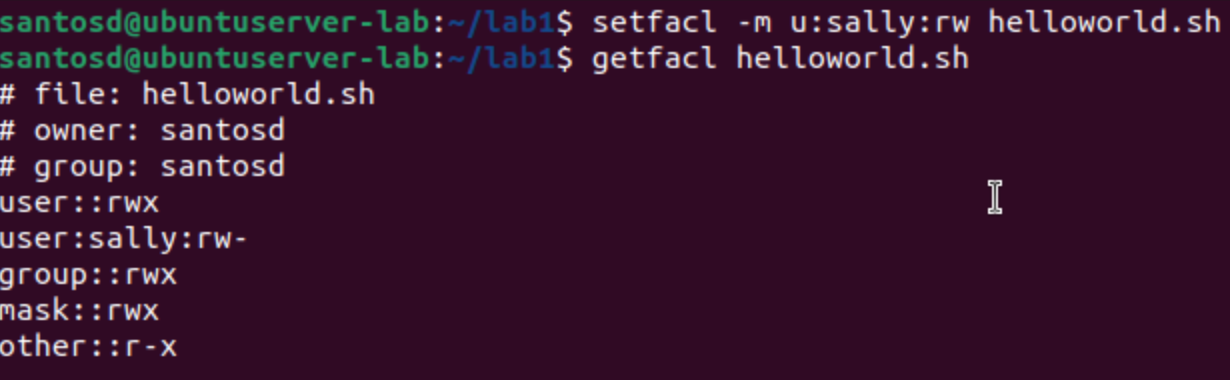 santosd@ubuntuserver-lab:~/lab1$ setfacl -m u:sally:rw helloworld.sh
santosd@ubuntuserver-lab:~/lab1$ getfacl helloworld.sh
# file: helloworld.sh
# owner: santosd
# group: santosd
user::rwx
user:sally:rw-
group::rwx
mask::rwx
other::r-x